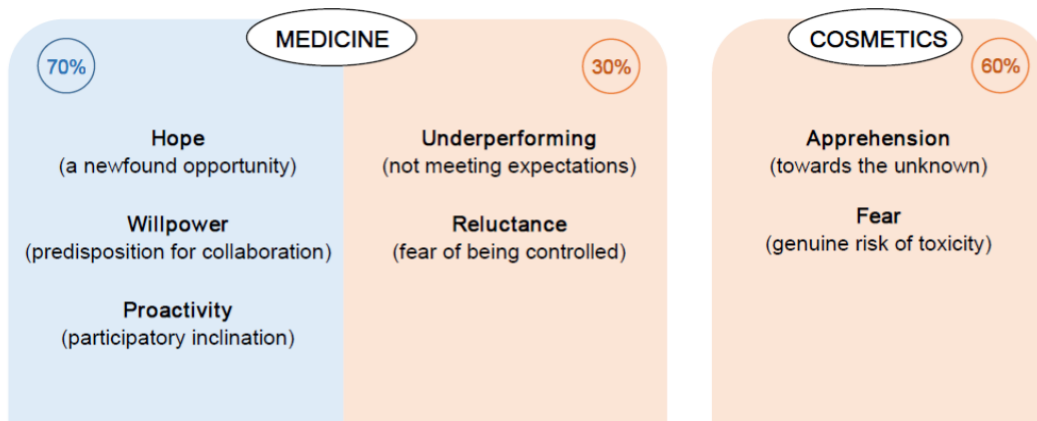 MEDICINE
70%
Hope
(a newfound opportunity)
Willpower
(predisposition for collaboration)
Proactivity
(participatory inclination)
30%
Underperforming
(not meeting expectations)
Reluctance
(fear of being controlled)
COSMETICS
60%
Apprehension
(towards the unknown)
Fear
(genuine risk of toxicity)